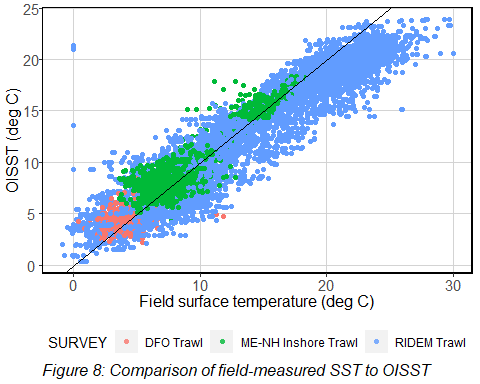 25
20
15
10
5
0
OISST (deg C)
0 10 20 30
Field surface temperature (deg C)
SURVEY DFO Trawl ME-NH Inshore Trawl RIDEM Trawl
Figure 8: Comparison of field-measured SST to OISST